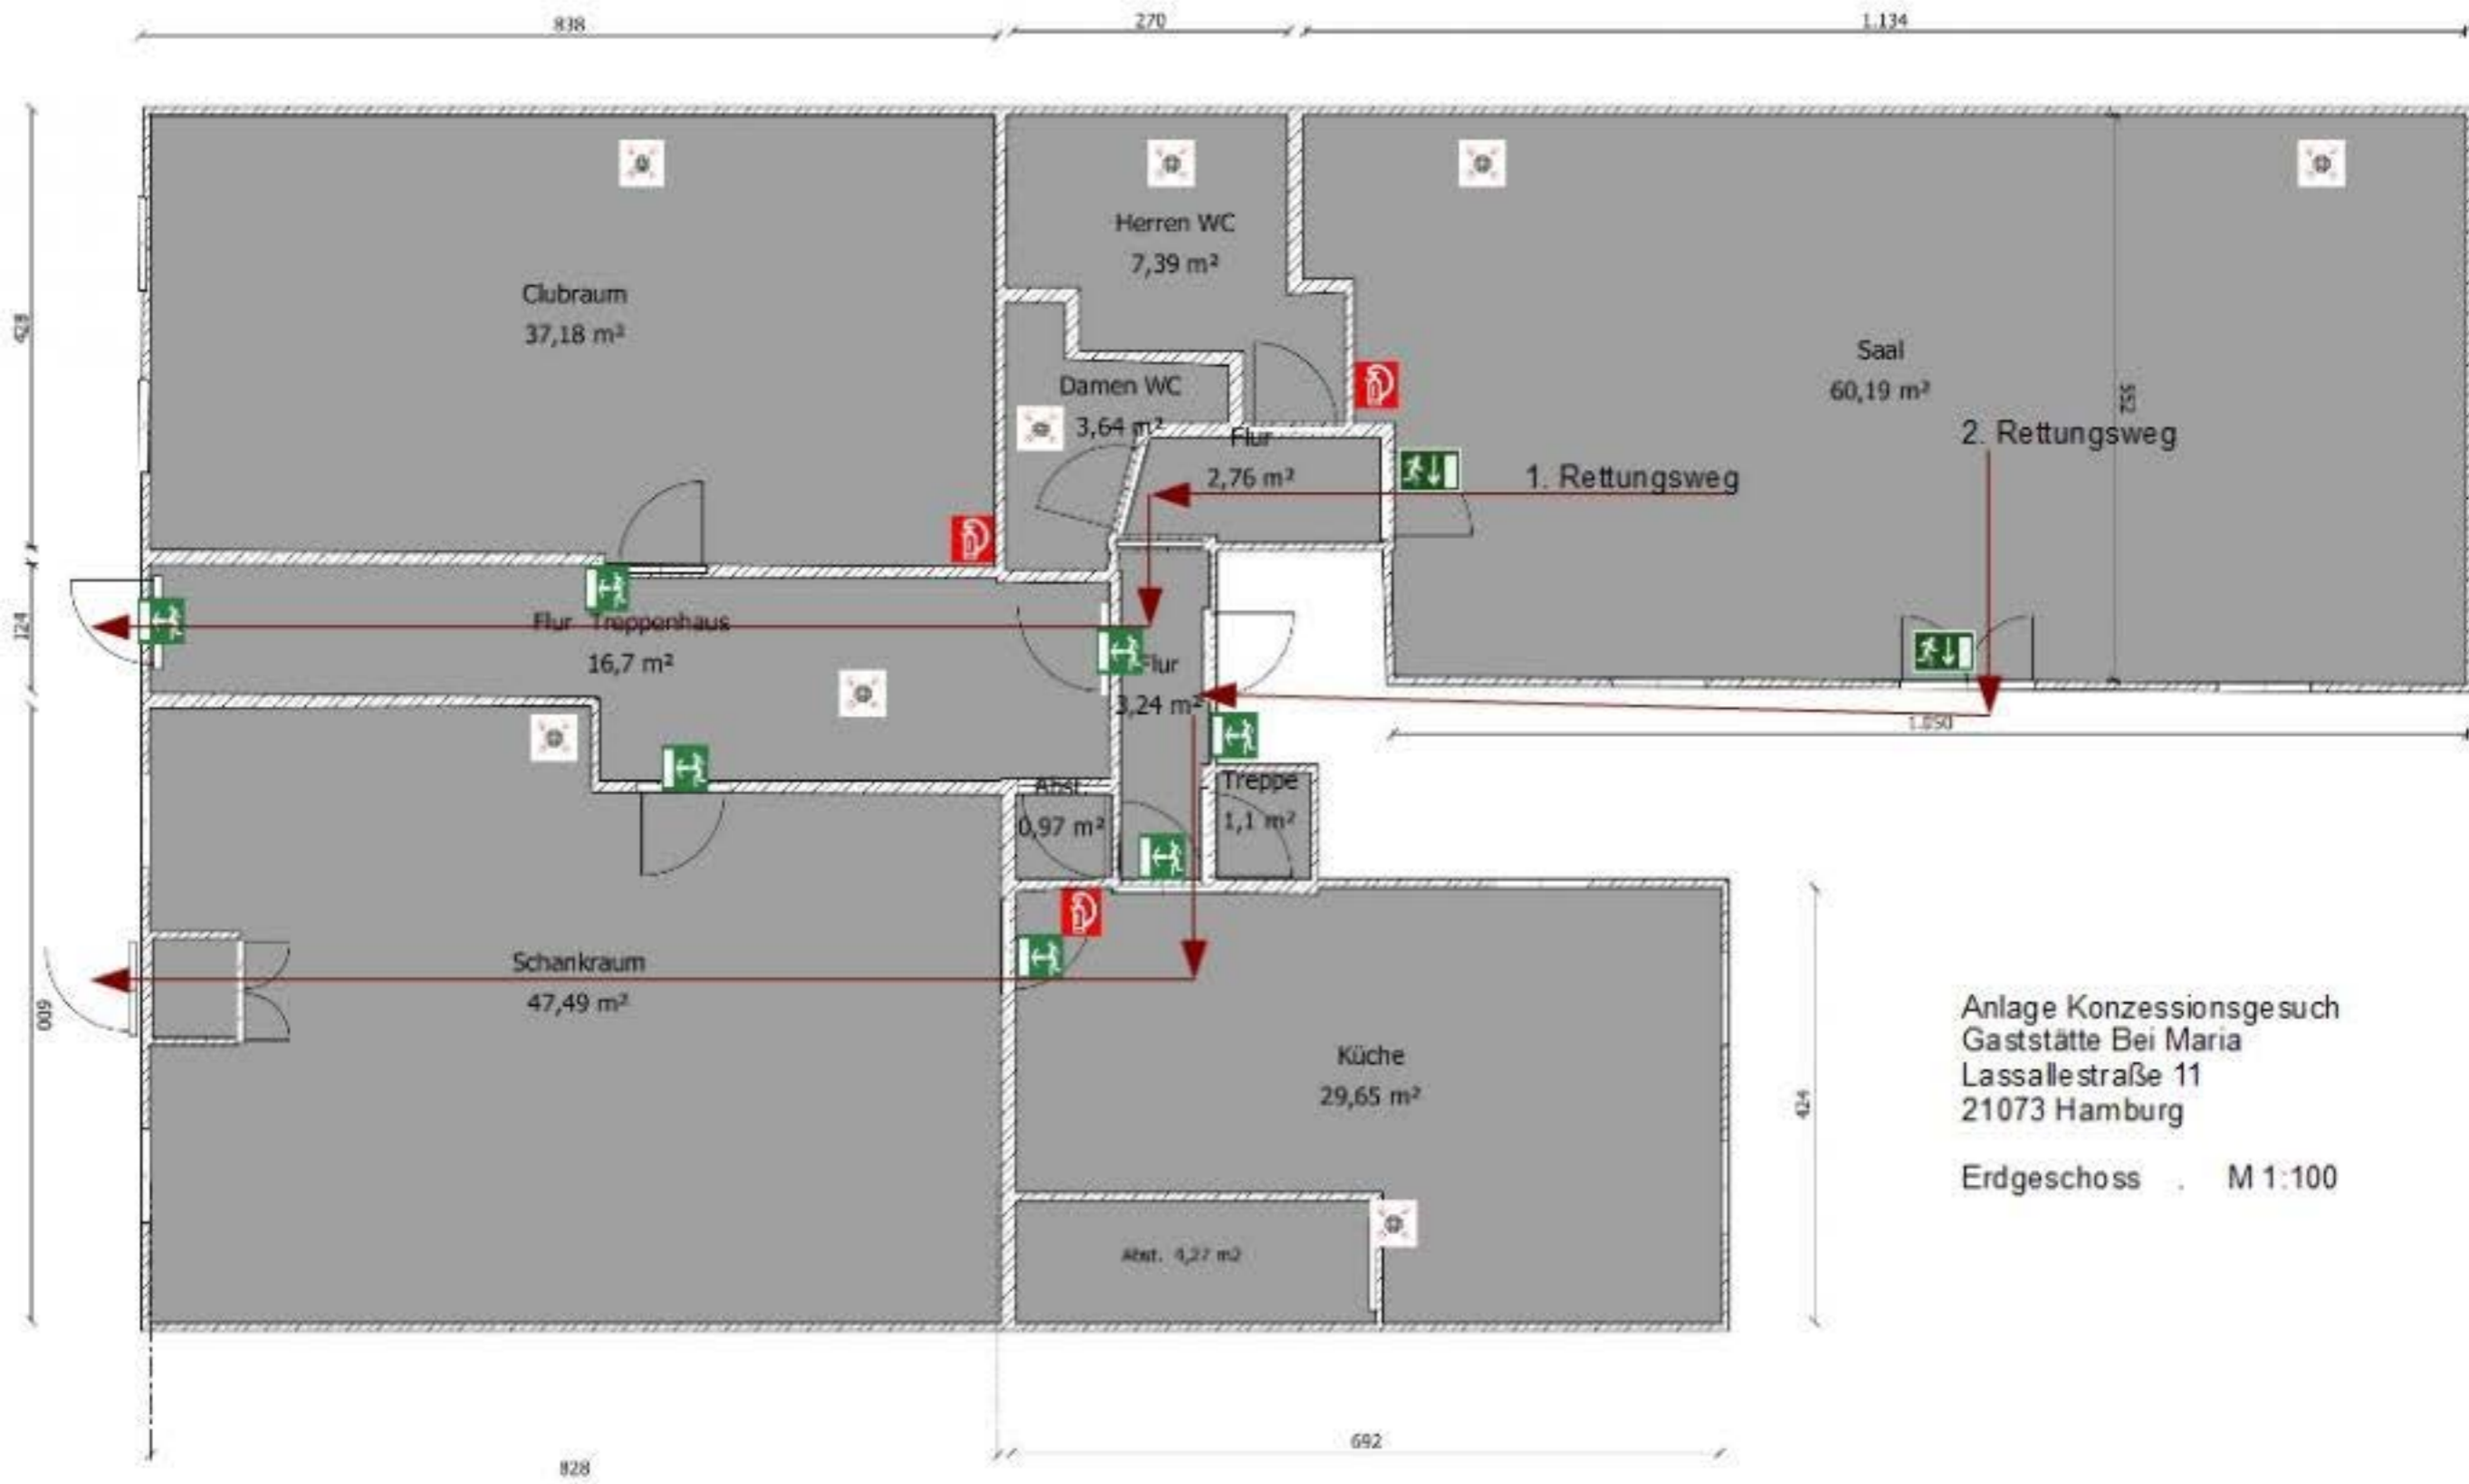 838
270
1.134
Herren WC
7,39 m²
Clubraum
37,18 m²
428
Saal
60,19 m²
552
Damen WC
3,64 m²
Flur
2,76 m²
1. Rettungsweg
2. Rettungsweg
124
Flur Treppenhaus
16,7 m²
Flur
3,24 m²
1.050
Abst.
0,97 m²
Treppe
1,1 m²
Schankraum
47,49 m²
600
Küche
29,65 m²
424
Abst. 4,27 m2
Anlage Konzessionsgesuch
Gaststätte Bei Maria
Lassallestraße 11
21073 Hamburg
Erdgeschoss . M 1:100
692
828